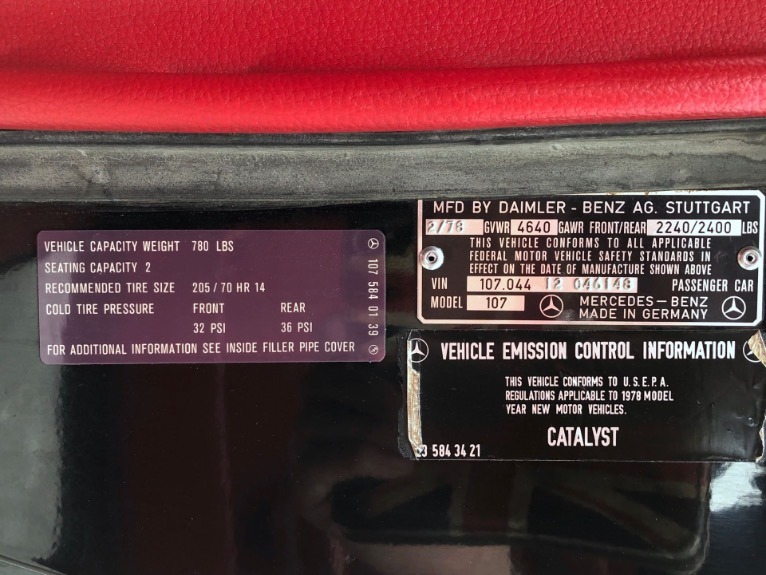 VEHICLE CAPACITY WEIGHT 780 LBS
SEATING CAPACITY 2
RECOMMENDED TIRE SIZE 205/70 HR 14
COLD TIRE PRESSURE FRONT REAR
32 PSI 36 PSI
FOR ADDITIONAL INFORMATION SEE INSIDE FILLER PIPE COVER
107 584 01 39
MFD BY DAIMLER - BENZ AG. STUTTGART
2/78 GVWR 4640 GAWR FRONT/REAR 2240/2400 LBS
THIS VEHICLE CONFORMS TO ALL APPLICABLE
FEDERAL MOTOR VEHICLE SAFETY STANDARDS IN
EFFECT ON THE DATE OF MANUFACTURE SHOWN ABOVE
VIN 107.044 12 046148 PASSENGER CAR
MODEL 107 MERCEDES-BENZ
MADE IN GERMANY
VEHICLE EMISSION CONTROL INFORMATION
THIS VEHICLE CONFORMS TO U.S.E.P.A.
REGULATIONS APPLICABLE TO 1978 MODEL
YEAR NEW MOTOR VEHICLES.
CATALYST
3 584 34 21